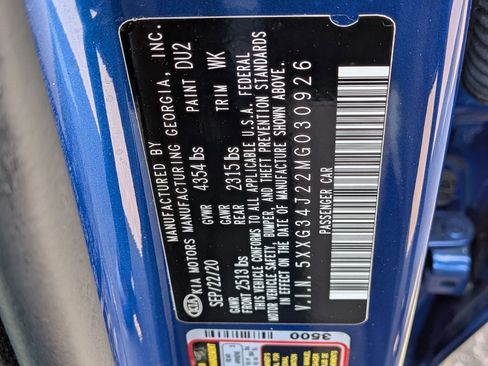 MANUFACTURED BY
KIA KIA MOTORS MANUFACTURING GEORGIA, INC.
SEP/22/20 GVWR 4354 lbs PAINT DU2
GAWR FRONT 2513 lbs GAWR REAR 2315 lbs TRIM WK
THIS VEHICLE CONFORMS TO ALL APPLICABLE U.S.A. FEDERAL
MOTOR VEHICLE SAFETY, BUMPER, AND THEFT PREVENTION STANDARDS
IN EFFECT ON THE DATE OF MANUFACTURE SHOWN ABOVE.
V.I.N. 5XXG34J22MG030926
PASSENGER CAR
3500